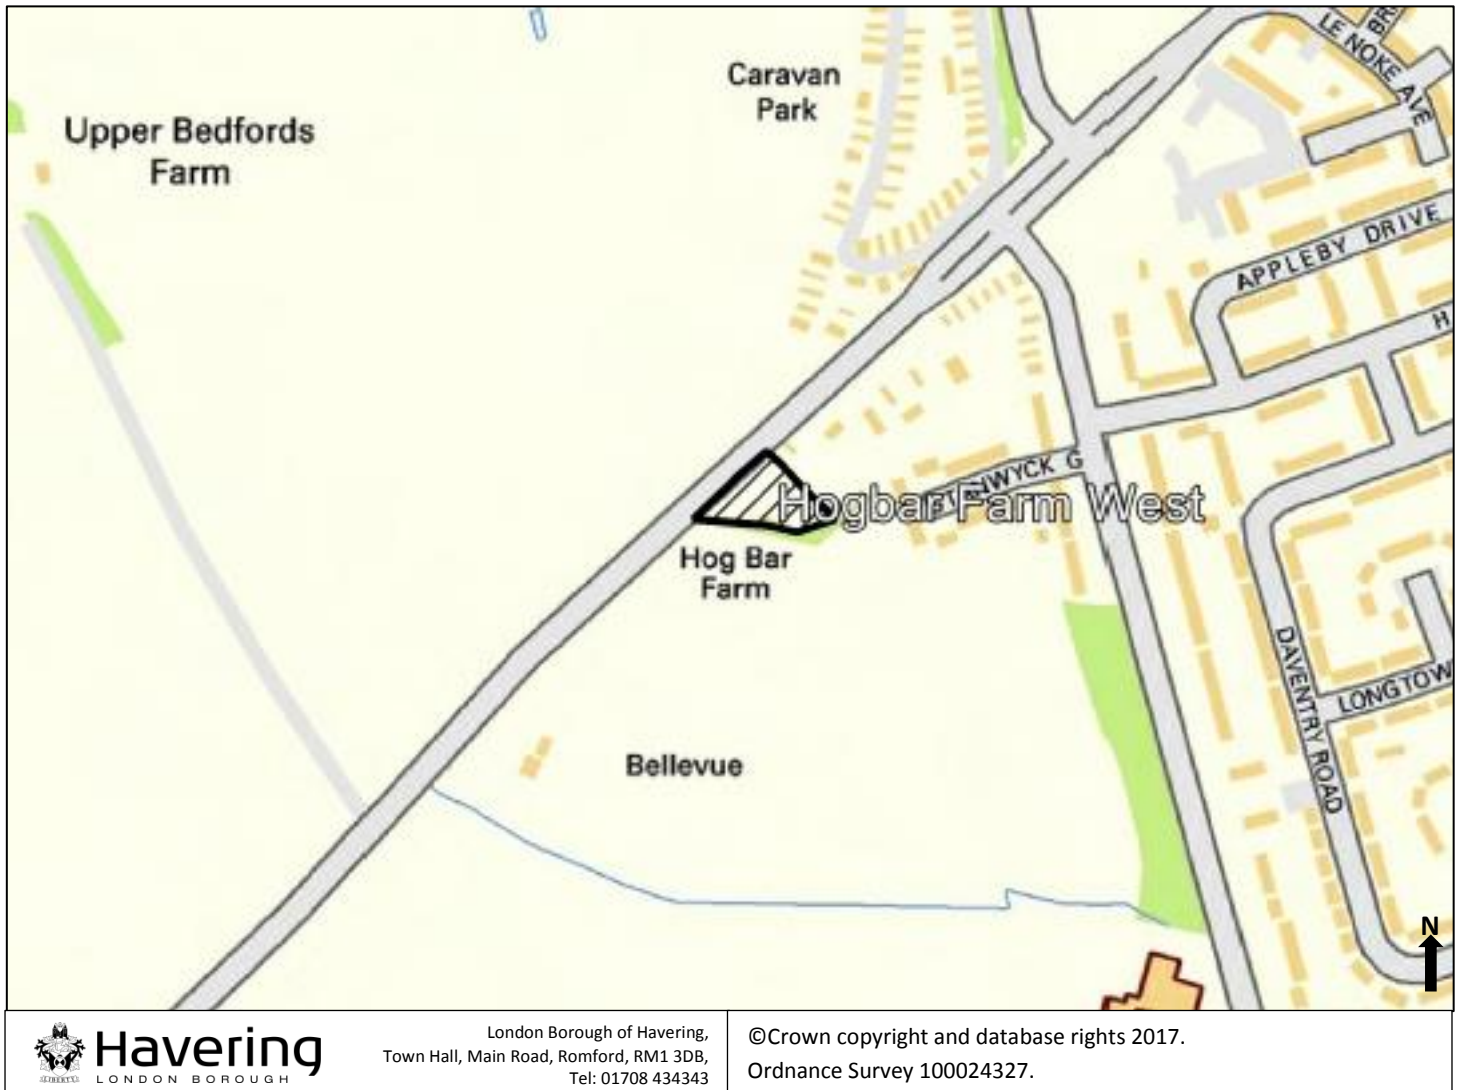 Caravan
Park
Upper Bedfords
Farm
LE NOKE AVE
APPLEBY DRIVE
H
STANWYCK G
Hogbar Farm West
Hog Bar
Farm
Bellevue
DAVENTRY ROAD
LONGTOW
N
Havering
LONDON BOROUGH
LIBERTY
London Borough of Havering,
Town Hall, Main Road, Romford, RM1 3DB,
Tel: 01708 434343
©Crown copyright and database rights 2017.
Ordnance Survey 100024327.